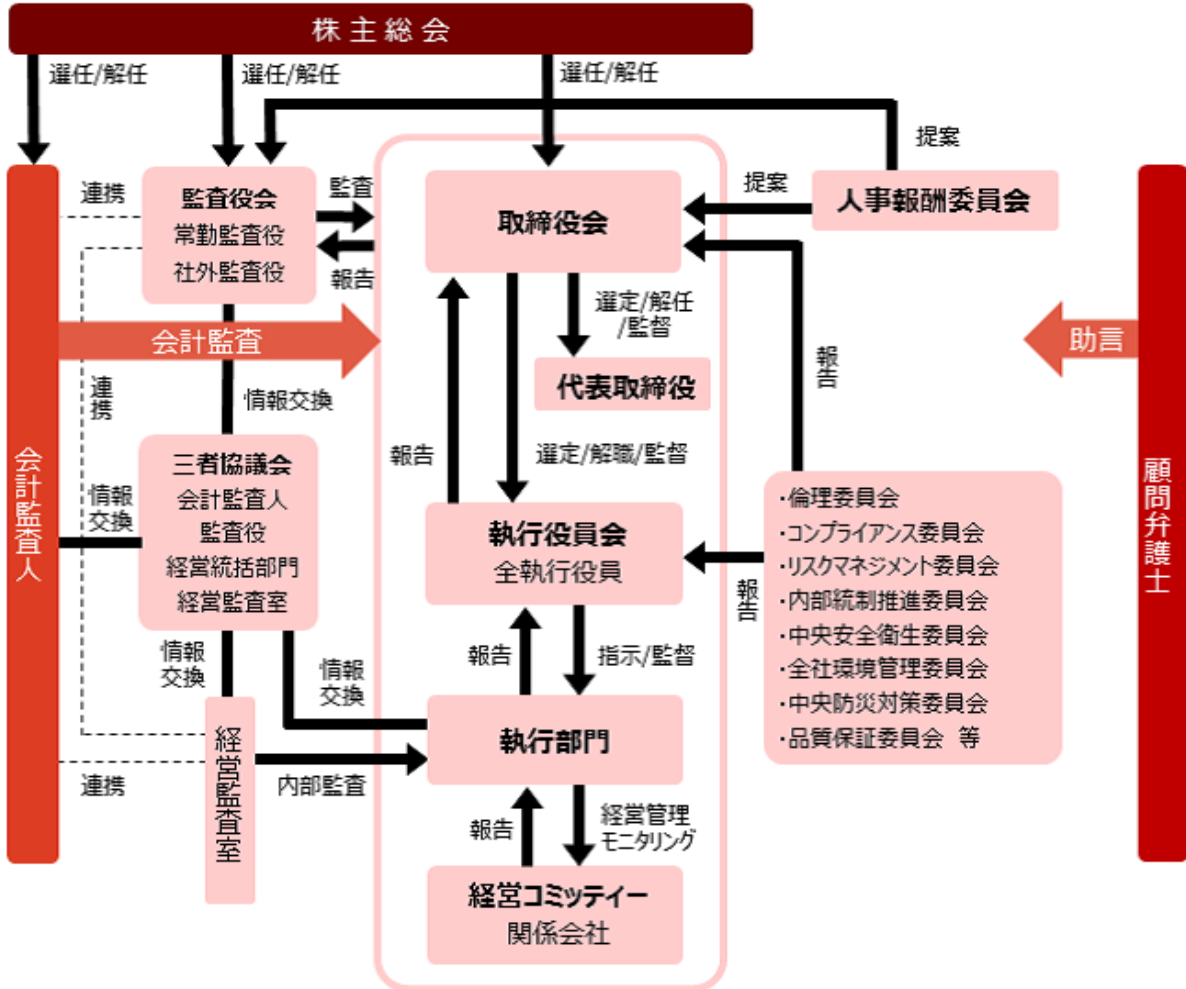 株主総会
選任/解任
選任/解任
選任/解任
提案
連携
監査役会
常勤監査役
社外監査役
監査
報告
取締役会
提案
人事報酬委員会
選定/解任
/監督
会計監査
助言
報告
連携
情報交換
代表取締役
報告
選定/解職/監督
会計監査人
顧問弁護士
三者協議会
会計監査人
監査役
経営統括部門
経営監査室
情報
交換
執行役員会
全執行役員
報告
・倫理委員会
・コンプライアンス委員会
・リスクマネジメント委員会
・内部統制推進委員会
・中央安全衛生委員会
・全社環境管理委員会
・中央防災対策委員会
・品質保証委員会 等
情報
交換
情報
交換
報告
指示/監督
執行部門
経営監査室
連携
内部監査
報告
経営管理
モニタリング
経営コミッティー
関係会社